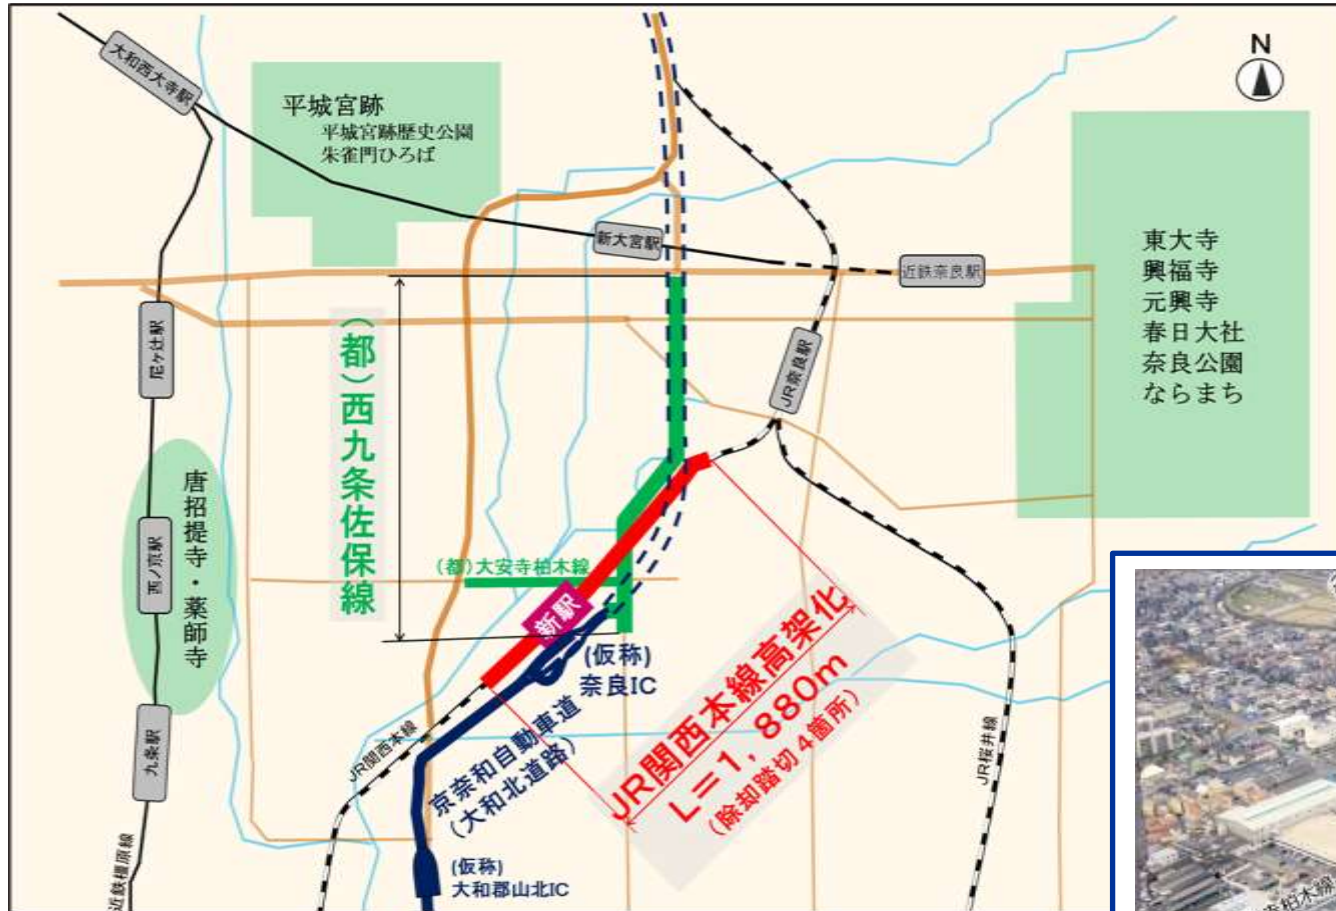 大和西大寺駅
平城宮跡
平城宮跡歴史公園
朱雀門ひろば
N
新大宮駅
近鉄奈良駅
東大寺
興福寺
元興寺
春日大社
奈良公園
ならまち
尼ヶ辻駅
(都)西九条佐保線
JR奈良駅
唐招提寺・薬師寺
西ノ京駅
(都)大安寺柏木線
新駅
(仮称)
奈良IC
JR関西本線高架化
L=1,880m
(除却踏切4箇所)
九条駅
JR関西本線
京奈和自動車道
(大和北道路)
JR桜井線
(仮称)
大和郡山北IC
近鉄橿原線
柏木線